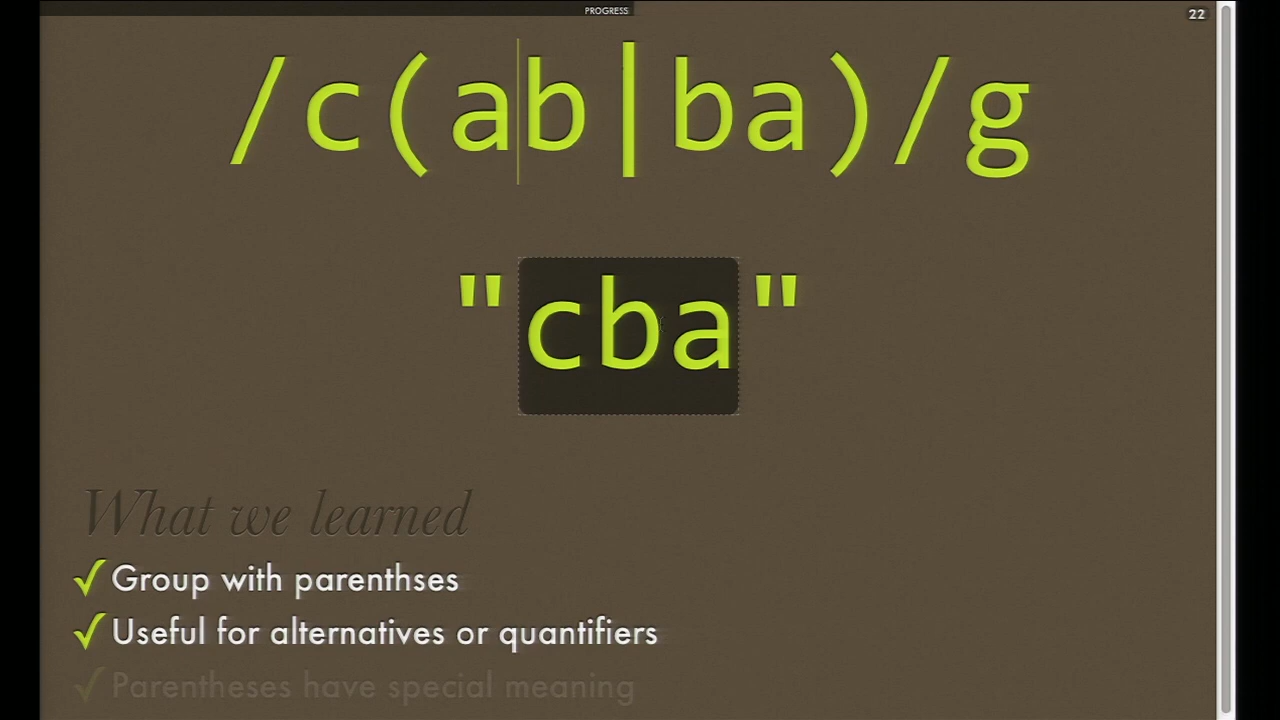 PROGRESS
22
/c(ab|ba)/g
"cba"
What we learned
✓ Group with parenthses
✓ Useful for alternatives or quantifiers
✓ Parentheses have special meaning